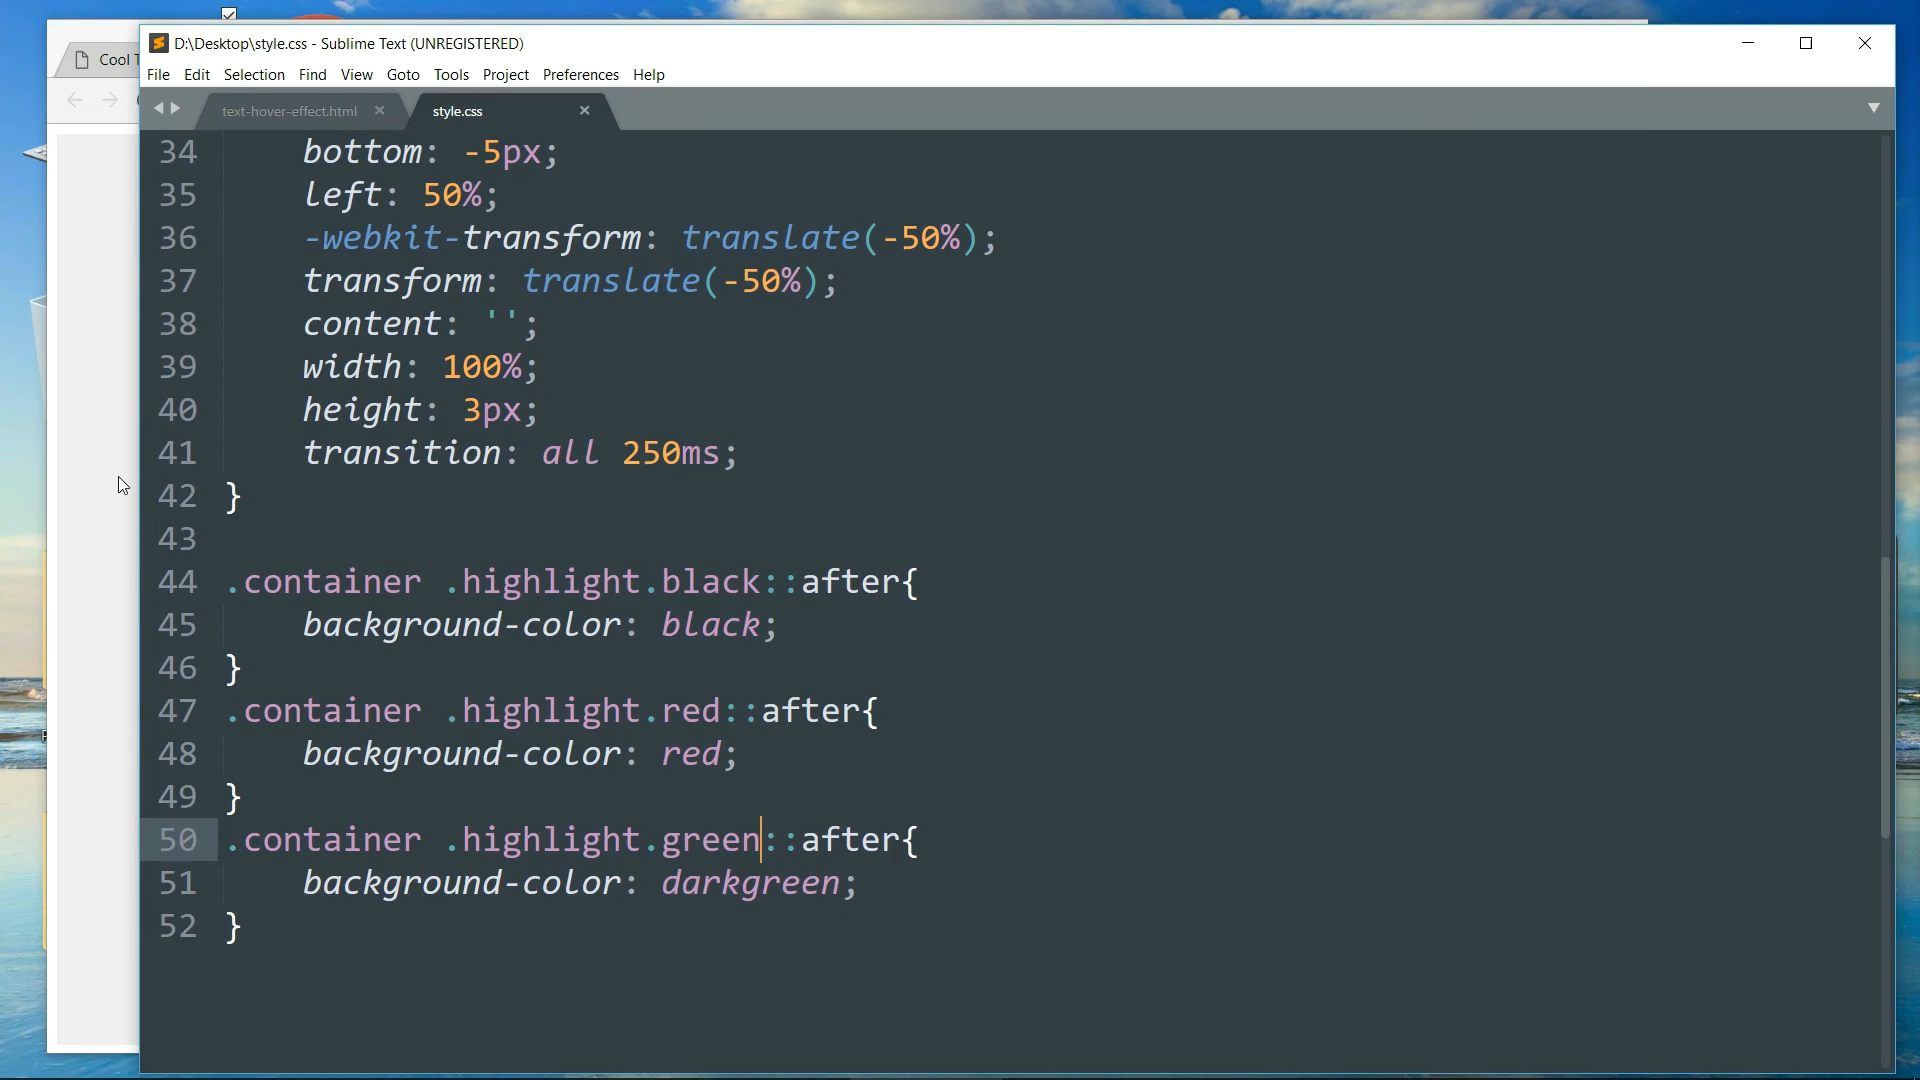 Cool T
D:\Desktop\style.css - Sublime Text (UNREGISTERED)
File Edit Selection Find View Goto Tools Project Preferences Help
text-hover-effect.html style.css
34 bottom: -5px;
35 left: 50%;
36 -webkit-transform: translate(-50%);
37 transform: translate(-50%);
38 content: '';
39 width: 100%;
40 height: 3px;
41 transition: all 250ms;
42 }
43
44 .container .highlight.black::after{
45 background-color: black;
46 }
47 .container .highlight.red::after{
48 background-color: red;
49 }
50 .container .highlight.green::after{
51 background-color: darkgreen;
52 }